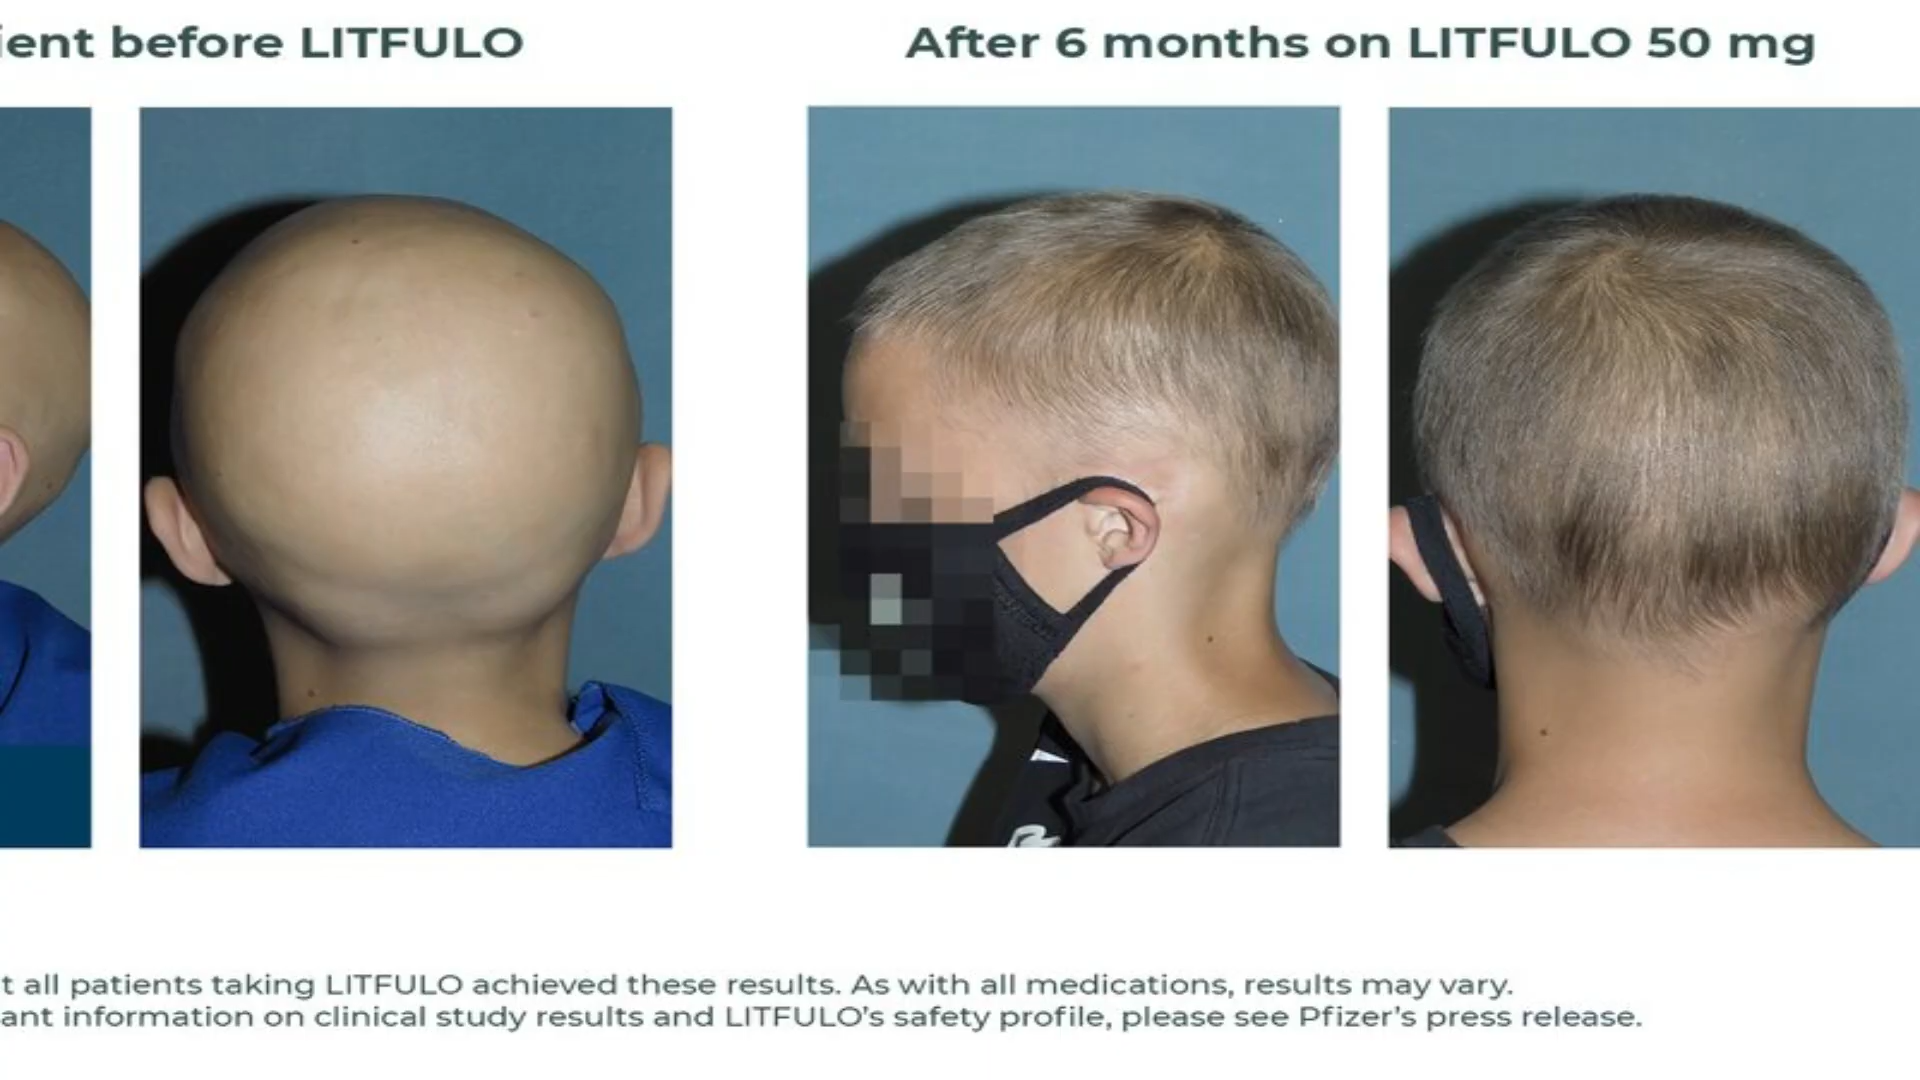 ient before LITFULO
After 6 months on LITFULO 50 mg
t all patients taking LITFULO achieved these results. As with all medications, results may vary.
ant information on clinical study results and LITFULO's safety profile, please see Pfizer's press release.